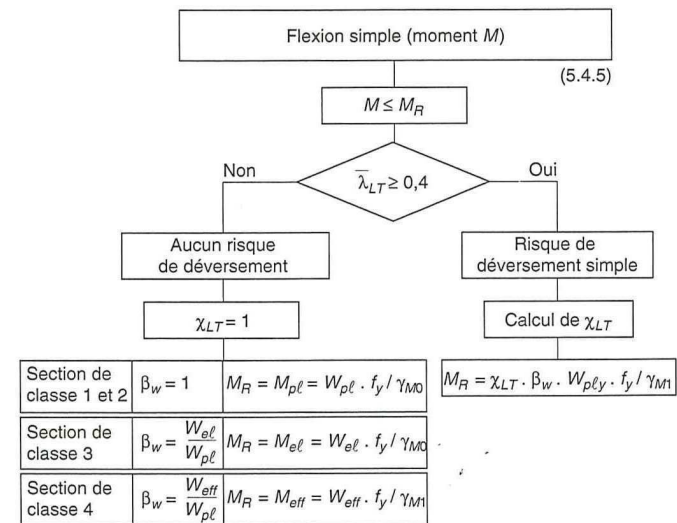 Flexion simple (moment M)
(5.4.5)
M ≤ M_R
Non
Oui
λ̄_LT ≥ 0,4
Aucun risque
de déversement
Risque de
déversement simple
χ_LT = 1
Calcul de χ_LT
Section de
classe 1 et 2
β_w = 1
M_R = M_pℓ = W_pℓ . f_y / γ_M0
M_R = χ_LT . β_w . W_pℓy . f_y / γ_M1
Section de
classe 3
β_w = W_eℓ / W_pℓ
M_R = M_eℓ = W_eℓ . f_y / γ_M0
Section de
classe 4
β_w = W_eff / W_pℓ
M_R = M_eff = W_eff . f_y / γ_M1